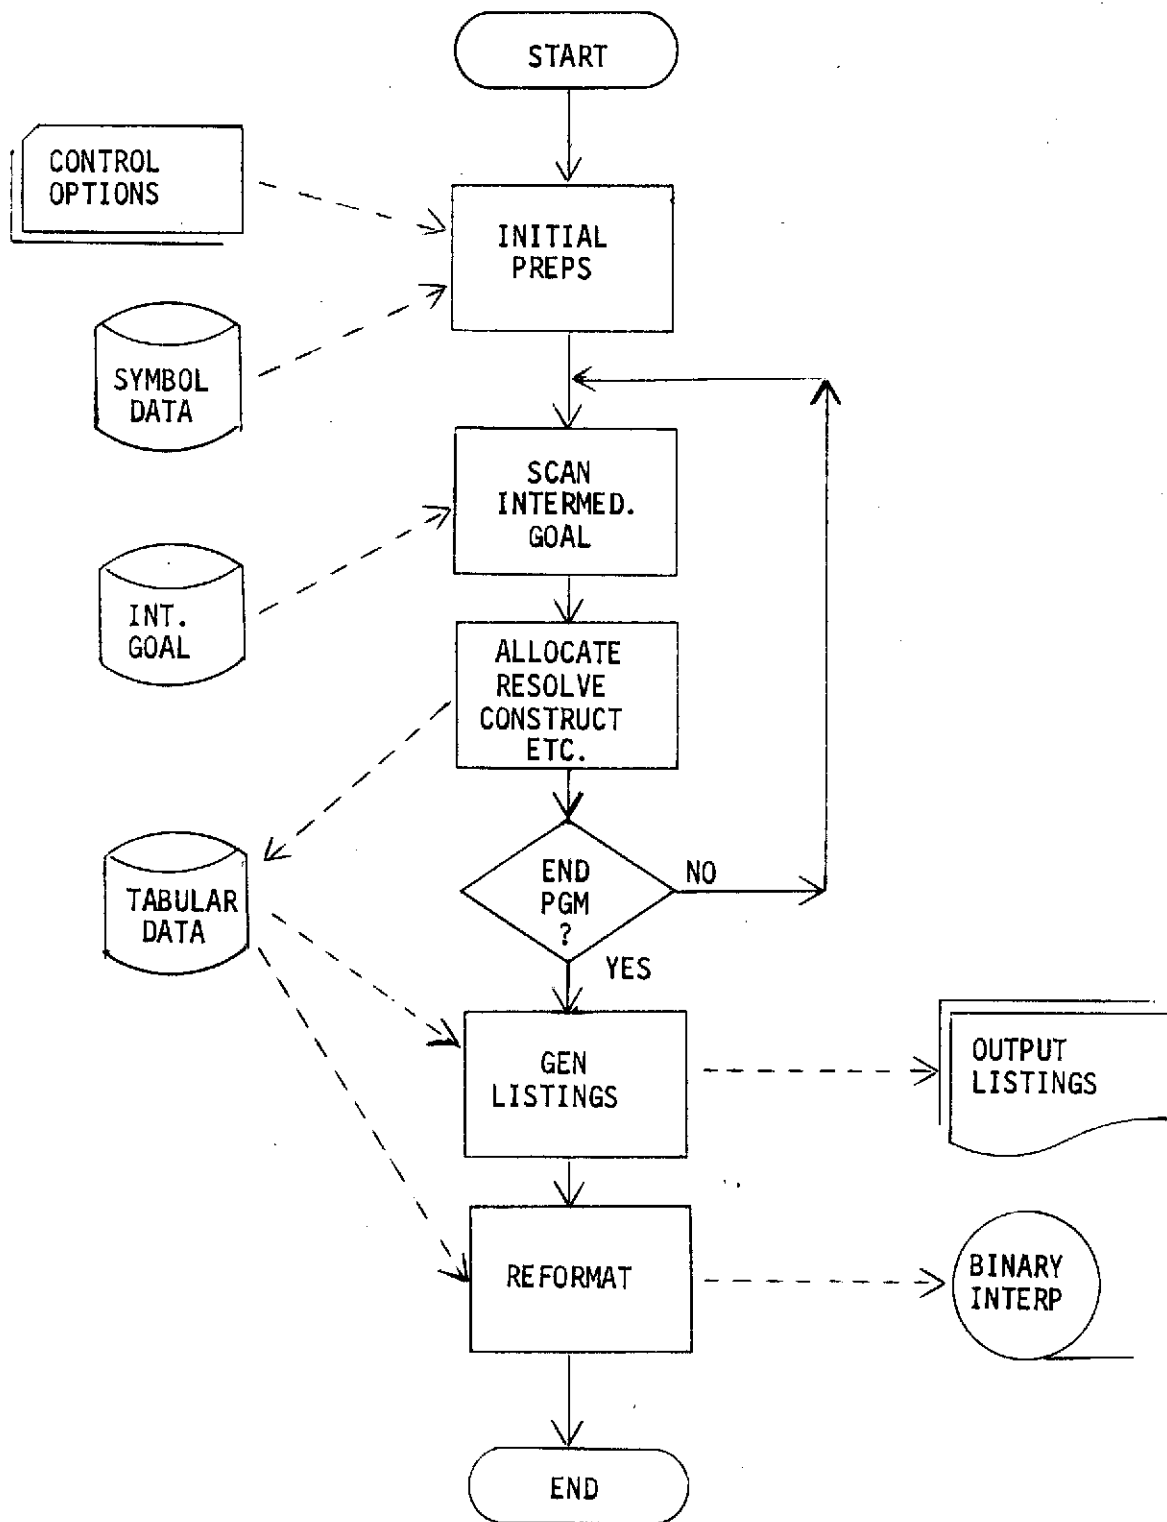 START
CONTROL
OPTIONS
INITIAL
PREPS
SYMBOL
DATA
SCAN
INTERMED.
GOAL
INT.
GOAL
ALLOCATE
RESOLVE
CONSTRUCT
ETC.
END
PGM
?
NO
YES
TABULAR
DATA
GEN
LISTINGS
OUTPUT
LISTINGS
REFORMAT
BINARY
INTERP
END